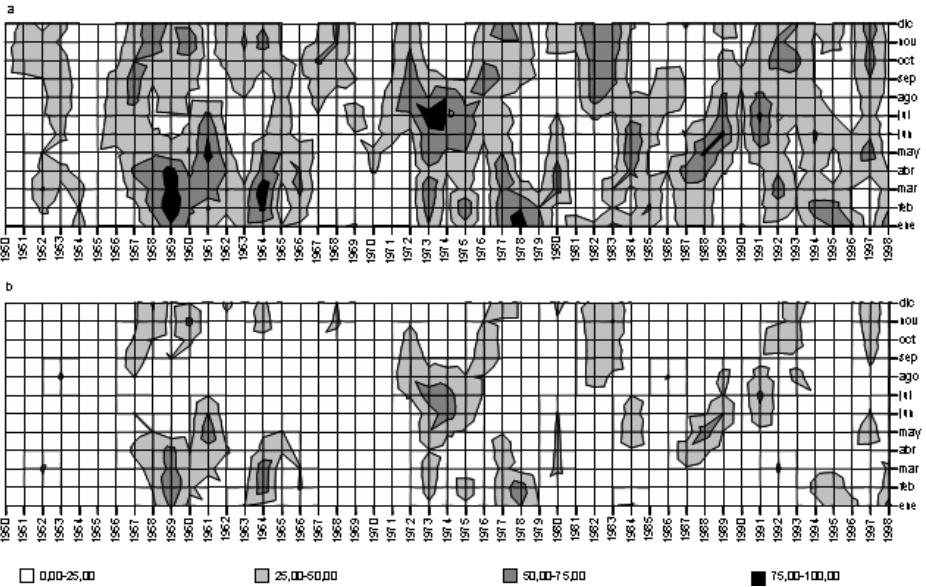 a
dic
nou
oct
sep
ago
jul
jun
may
abr
mar
feb
ene
1950 1951 1952 1953 1954 1955 1956 1957 1958 1959 1960 1961 1962 1963 1964 1965 1966 1967 1968 1969 1970 1971 1972 1973 1974 1975 1976 1977 1978 1979 1980 1981 1982 1983 1984 1985 1986 1987 1988 1989 1990 1991 1992 1993 1994 1995 1996 1997 1998
b
dic
nou
oct
sep
ago
jul
jun
may
abr
mar
feb
ene
1950 1951 1952 1953 1954 1955 1956 1957 1958 1959 1960 1961 1962 1963 1964 1965 1966 1967 1968 1969 1970 1971 1972 1973 1974 1975 1976 1977 1978 1979 1980 1981 1982 1983 1984 1985 1986 1987 1988 1989 1990 1991 1992 1993 1994 1995 1996 1997 1998
0,00-25,00 25,00-50,00 50,00-75,00 75,00-100,00